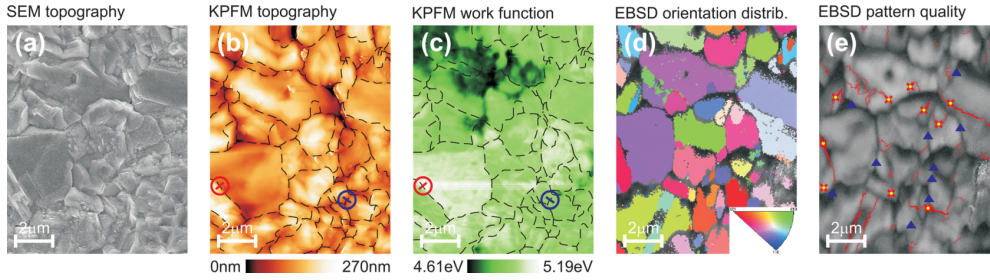 SEM topography
KPFM topography
KPFM work function
EBSD orientation distrib.
EBSD pattern quality
(a)
(b)
(c)
(d)
(e)
2μm
2μm
2μm
2μm
2μm
0nm
270nm
4.61eV
5.19eV